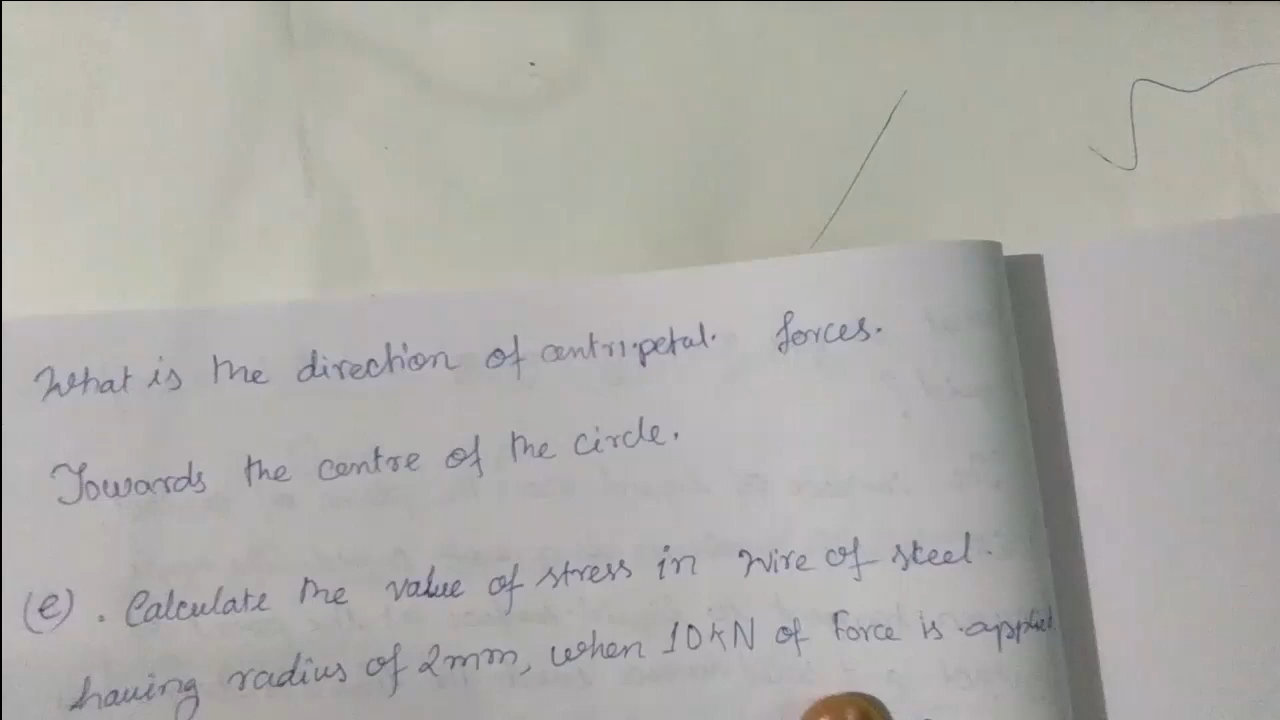 What is the direction of centripetal forces.
Towards the centre of the circle.
(e). Calculate the value of stress in wire of steel.
having radius of 2mm, when 10kN of force is applied